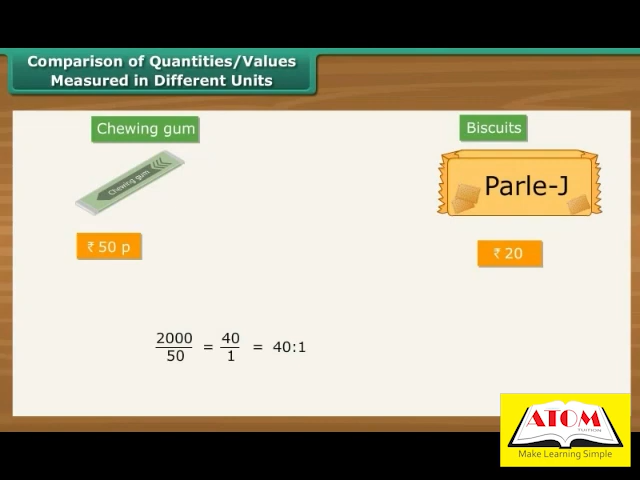 Comparison of Quantities/Values
Measured in Different Units
Chewing gum
Biscuits
Chewing gum
Parle-J
₹ 50 p
₹ 20
2000/50 = 40/1 = 40:1
ATOM
TUITION
Make Learning Simple